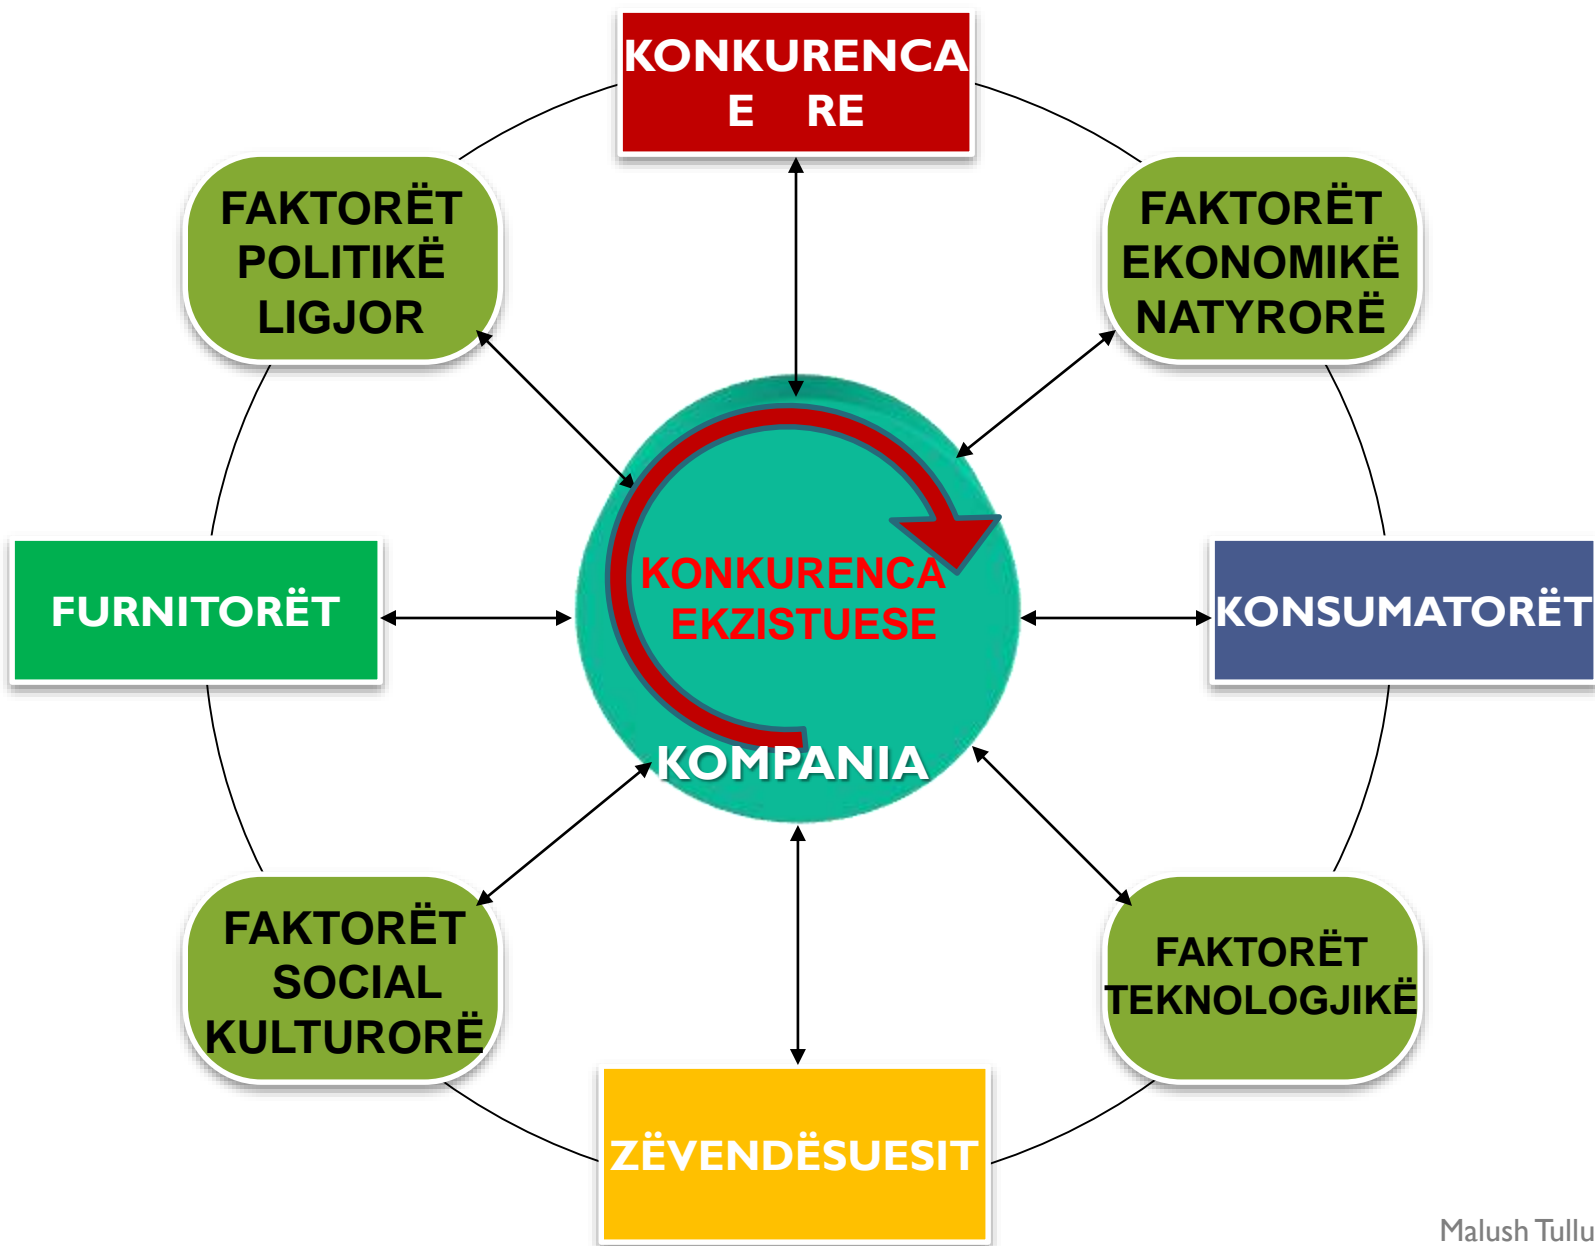 KONKURENCA
E RE
FAKTORËT
POLITIKË
LIGJOR
FAKTORËT
EKONOMIKË
NATYRORË
FURNITORËT
KONKURENCA
EKZISTUESE
KOMPANIA
KONSUMATORËT
FAKTORËT
SOCIAL
KULTURORË
FAKTORËT
TEKNOLOGJIKË
ZËVENDËSUESIT
Malush Tullu